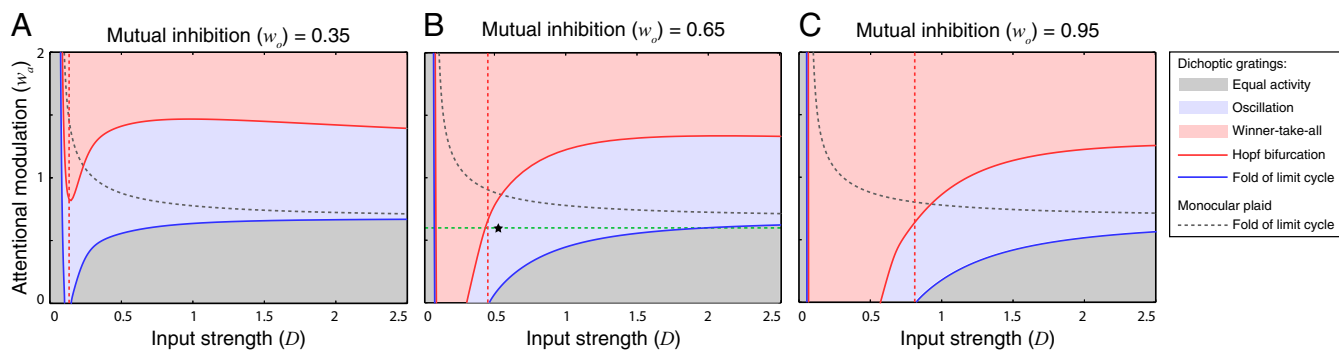 A
Mutual inhibition (wo) = 0.35
B
Mutual inhibition (wo) = 0.65
C
Mutual inhibition (wo) = 0.95
Attentional modulation (wa)
2
1
0
0 0.5 1 1.5 2 2.5
Input strength (D)
0 0.5 1 1.5 2 2.5
Input strength (D)
0 0.5 1 1.5 2 2.5
Input strength (D)
Dichoptic gratings:
Equal activity
Oscillation
Winner-take-all
Hopf bifurcation
Fold of limit cycle
Monocular plaid
Fold of limit cycle